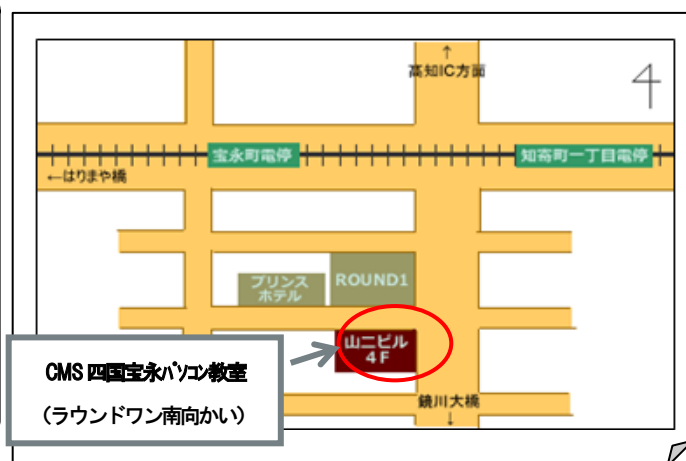 ↑
高知IC方面
宝永町電停
知寄町一丁目電停
←はりまや橋
プリンス
ホテル
ROUND1
山二ビル
4F
CMS四国宝永パソコン教室
（ラウンドワン南向かい）
鏡川大橋
↓